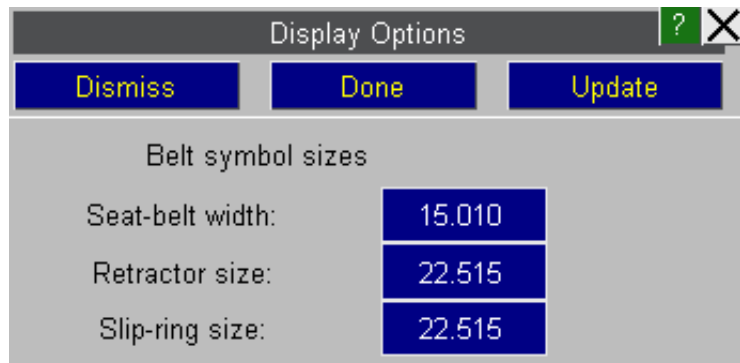 Display Options ? X
Dismiss Done Update
Belt symbol sizes
Seat-belt width: 15.010
Retractor size: 22.515
Slip-ring size: 22.515